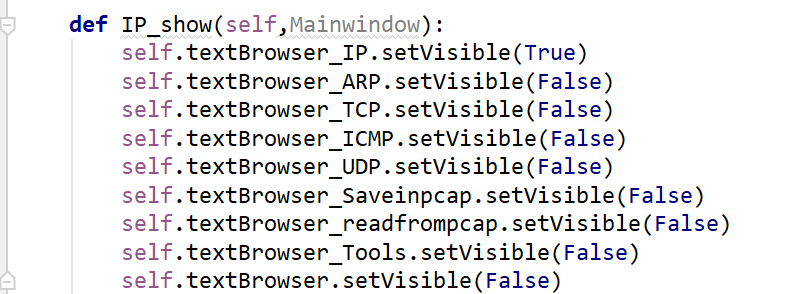 def IP_show(self,Mainwindow):
self.textBrowser_IP.setVisible(True)
self.textBrowser_ARP.setVisible(False)
self.textBrowser_TCP.setVisible(False)
self.textBrowser_ICMP.setVisible(False)
self.textBrowser_UDP.setVisible(False)
self.textBrowser_Saveinpcap.setVisible(False)
self.textBrowser_readfrompcap.setVisible(False)
self.textBrowser_Tools.setVisible(False)
self.textBrowser.setVisible(False)